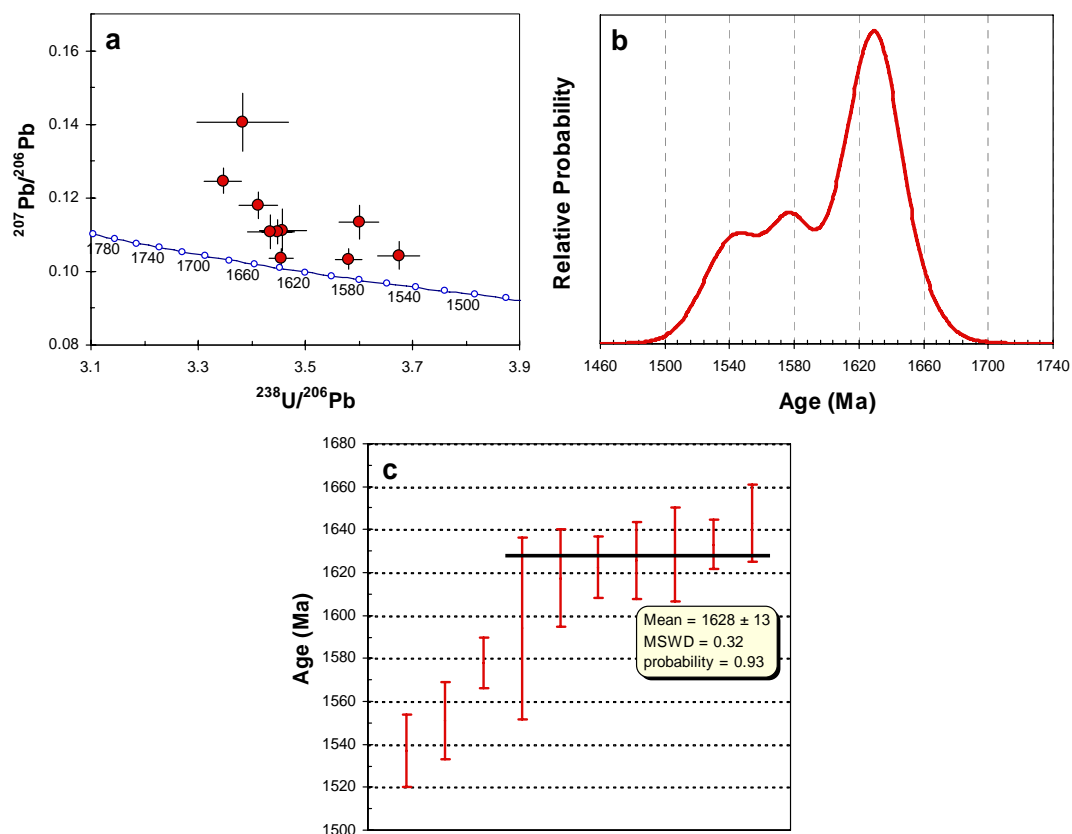 a
0.16
0.14
0.12
0.10
0.08
²⁰⁷Pb/²⁰⁶Pb
1780
1740
1700
1660
1620
1580
1540
1500
3.1 3.3 3.5 3.7 3.9
²³⁸U/²⁰⁶Pb
b
Relative Probability
1460 1500 1540 1580 1620 1660 1700 1740
Age (Ma)
c
1680
1660
1640
1620
1600
1580
1560
1540
1520
1500
Age (Ma)
Mean = 1628 ± 13
MSWD = 0.32
probability = 0.93